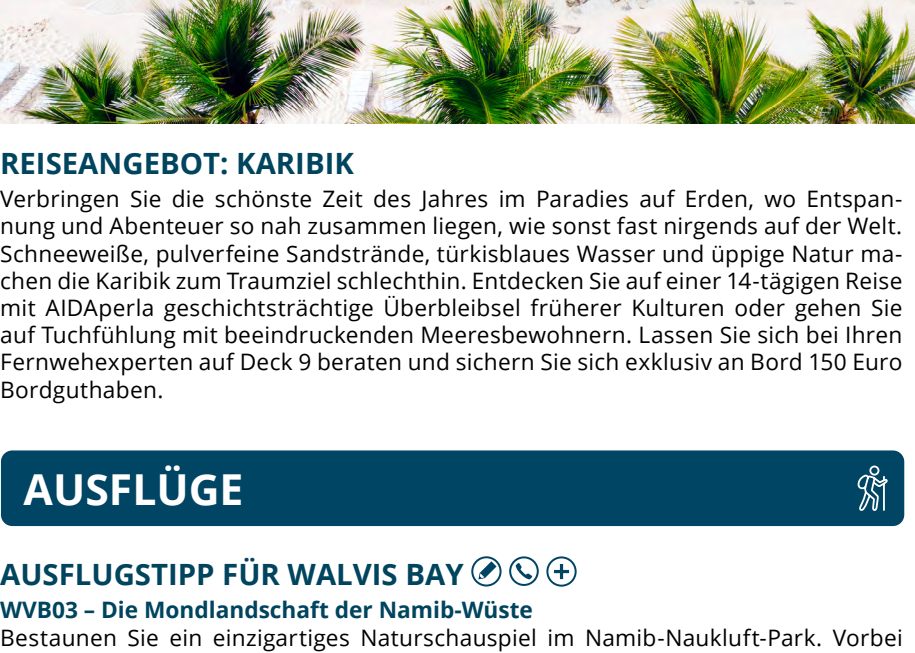 REISEANGEBOT: KARIBIK
Verbringen Sie die schönste Zeit des Jahres im Paradies auf Erden, wo Entspan-
nung und Abenteuer so nah zusammen liegen, wie sonst fast nirgends auf der Welt.
Schneeweiße, pulverfeine Sandstrände, türkisblaues Wasser und üppige Natur ma-
chen die Karibik zum Traumziel schlechthin. Entdecken Sie auf einer 14-tägigen Reise
mit AIDAperla geschichtsträchtige Überbleibsel früherer Kulturen oder gehen Sie
auf Tuchfühlung mit beeindruckenden Meeresbewohnern. Lassen Sie sich bei Ihren
Fernwehexperten auf Deck 9 beraten und sichern Sie sich exklusiv an Bord 150 Euro
Bordguthaben.
AUSFLÜGE
AUSFLUGSTIPP FÜR WALVIS BAY
WVB03 – Die Mondlandschaft der Namib-Wüste
Bestaunen Sie ein einzigartiges Naturschauspiel im Namib-Naukluft-Park. Vorbei